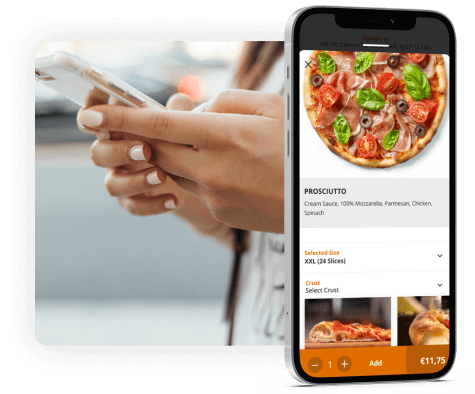 PROSCIUTTO
Cream Sauce, 100% Mozzarella, Parmesan, Chicken,
Spinach
Selected Size
XXL (24 Slices)
Crust
Select Crust
− 1 +
Add
€11,75